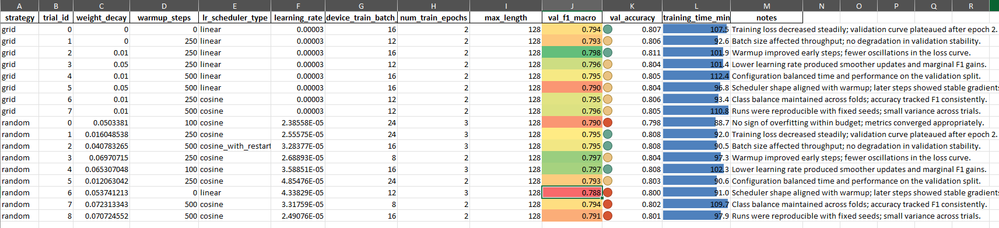 A B C D E F G H I J K L M N O P Q R
strategy trial_id weight_decay warmup_steps lr_scheduler_type learning_rate device_train_batch_ num_train_epochs max_length val_f1_macro val_accuracy training_time_min notes
grid 0 0 0 linear 0.00003 16 2 128 0.794 0.807 107.5 Training loss decreased steadily; validation curve plateaued after epoch 2.
grid 1 0 250 linear 0.00003 12 2 128 0.793 0.806 92.6 Batch size affected throughput; no degradation in validation stability.
grid 2 0.01 250 linear 0.00003 16 2 128 0.798 0.811 101.9 Warmup improved early steps; fewer oscillations in the loss curve.
grid 3 0.05 250 linear 0.00003 12 2 128 0.796 0.804 101.4 Lower learning rate produced smoother updates and marginal F1 gains.
grid 4 0.01 500 linear 0.00003 16 2 128 0.795 0.805 112.4 Configuration balanced time and performance on the validation split.
grid 5 0.05 500 linear 0.00003 16 2 128 0.790 0.804 96.8 Scheduler shape aligned with warmup; later steps showed stable gradients
grid 6 0.01 250 cosine 0.00003 12 2 128 0.795 0.806 93.4 Class balance maintained across folds; accuracy tracked F1 consistently.
grid 7 0.01 500 cosine 0.00003 12 2 128 0.796 0.805 110.8 Runs were reproducible with fixed seeds; small variance across trials.
random 0 0.0503381 100 cosine 2.38558E-05 24 3 128 0.790 0.798 88.7 No sign of overfitting within budget; metrics converged appropriately.
random 1 0.016048538 250 cosine 2.55575E-05 24 3 128 0.795 0.808 92.0 Training loss decreased steadily; validation curve plateaued after epoch 2.
random 2 0.040783265 500 cosine_with_restart 3.28377E-05 16 3 128 0.795 0.808 90.5 Batch size affected throughput; no degradation in validation stability.
random 3 0.06970715 250 cosine 2.68893E-05 8 2 128 0.797 0.804 97.3 Warmup improved early steps; fewer oscillations in the loss curve.
random 4 0.065307048 100 cosine 3.58851E-05 16 3 128 0.797 0.808 102.3 Lower learning rate produced smoother updates and marginal F1 gains.
random 5 0.012063042 250 cosine 4.85476E-05 24 2 128 0.793 0.803 90.6 Configuration balanced time and performance on the validation split.
random 6 0.053741213 0 linear 4.33829E-05 12 3 128 0.788 0.800 91.0 Scheduler shape aligned with warmup; later steps showed stable gradients
random 7 0.072313343 500 cosine 3.31759E-05 8 2 128 0.794 0.802 109.7 Class balance maintained across folds; accuracy tracked F1 consistently.
random 8 0.070724552 500 cosine 2.49076E-05 16 2 128 0.791 0.801 97.9 Runs were reproducible with fixed seeds; small variance across trials.